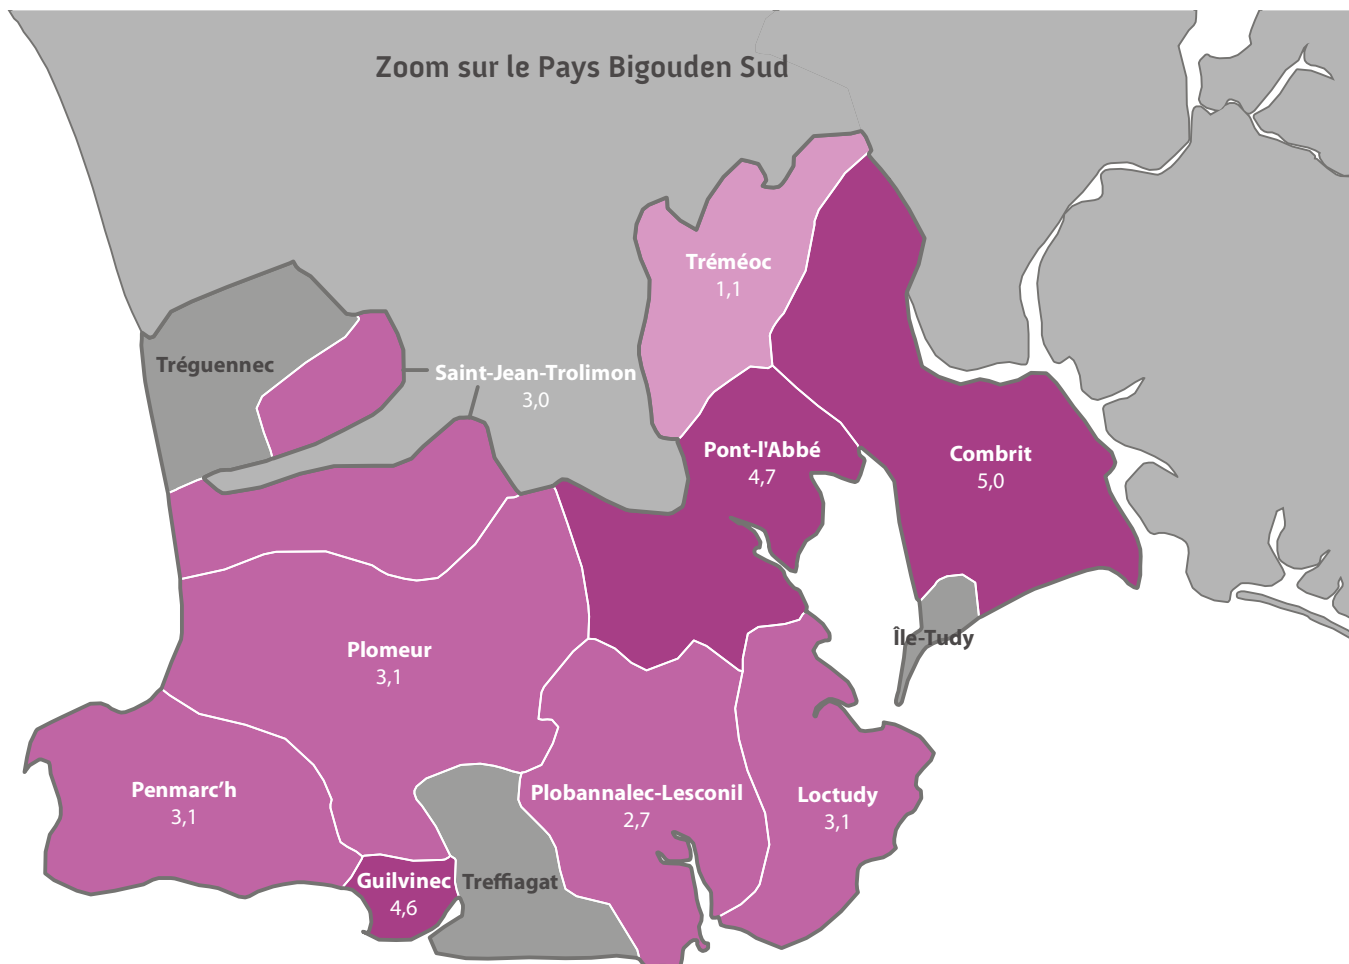 Zoom sur le Pays Bigouden Sud
Tréméoc
1,1
Tréguennec
Saint-Jean-Trolimon
3,0
Pont-l'Abbé
4,7
Combrit
5,0
Île-Tudy
Plomeur
3,1
Penmarc’h
3,1
Plobannalec-Lesconil
2,7
Loctudy
3,1
Guilvinec
4,6
Treffiagat